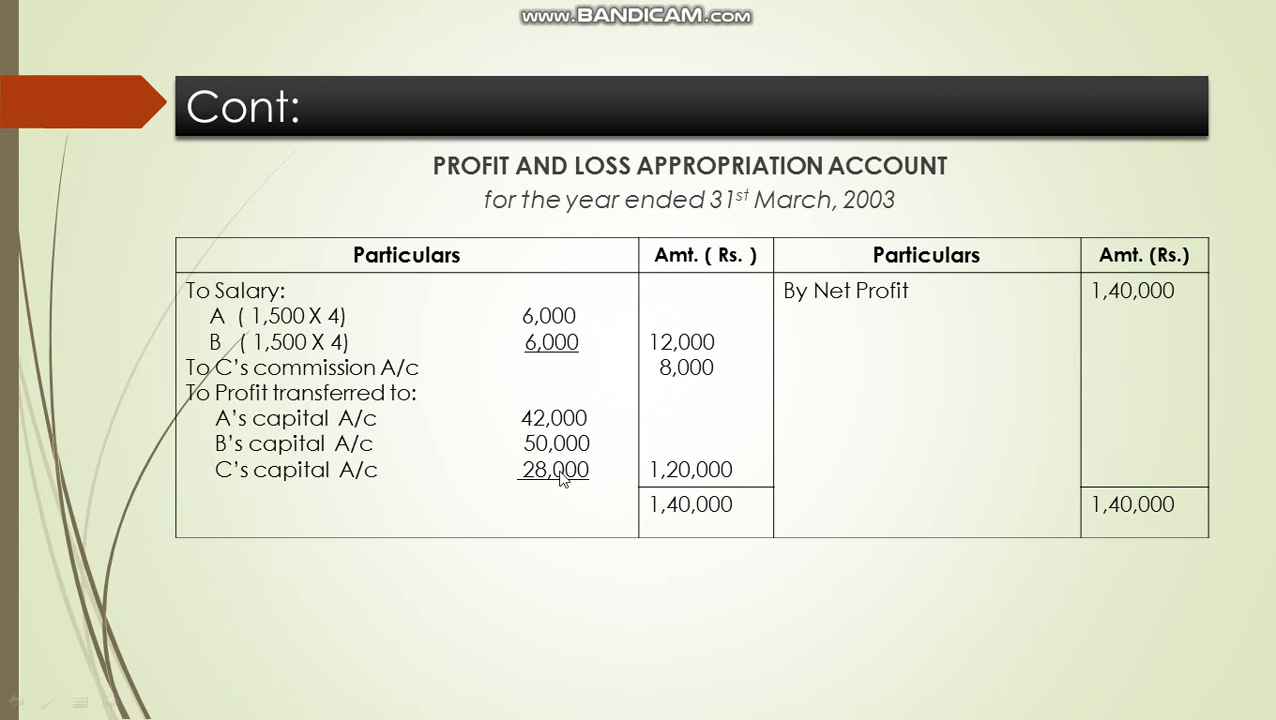 www.BANDICAM.com
Cont:
PROFIT AND LOSS APPROPRIATION ACCOUNT
for the year ended 31st March, 2003
Particulars Amt. ( Rs. ) Particulars Amt. (Rs.)
To Salary: By Net Profit 1,40,000
A ( 1,500 X 4) 6,000
B ( 1,500 X 4) 6,000 12,000
To C's commission A/c 8,000
To Profit transferred to:
A's capital A/c 42,000
B's capital A/c 50,000
C's capital A/c 28,000 1,20,000
1,40,000 1,40,000